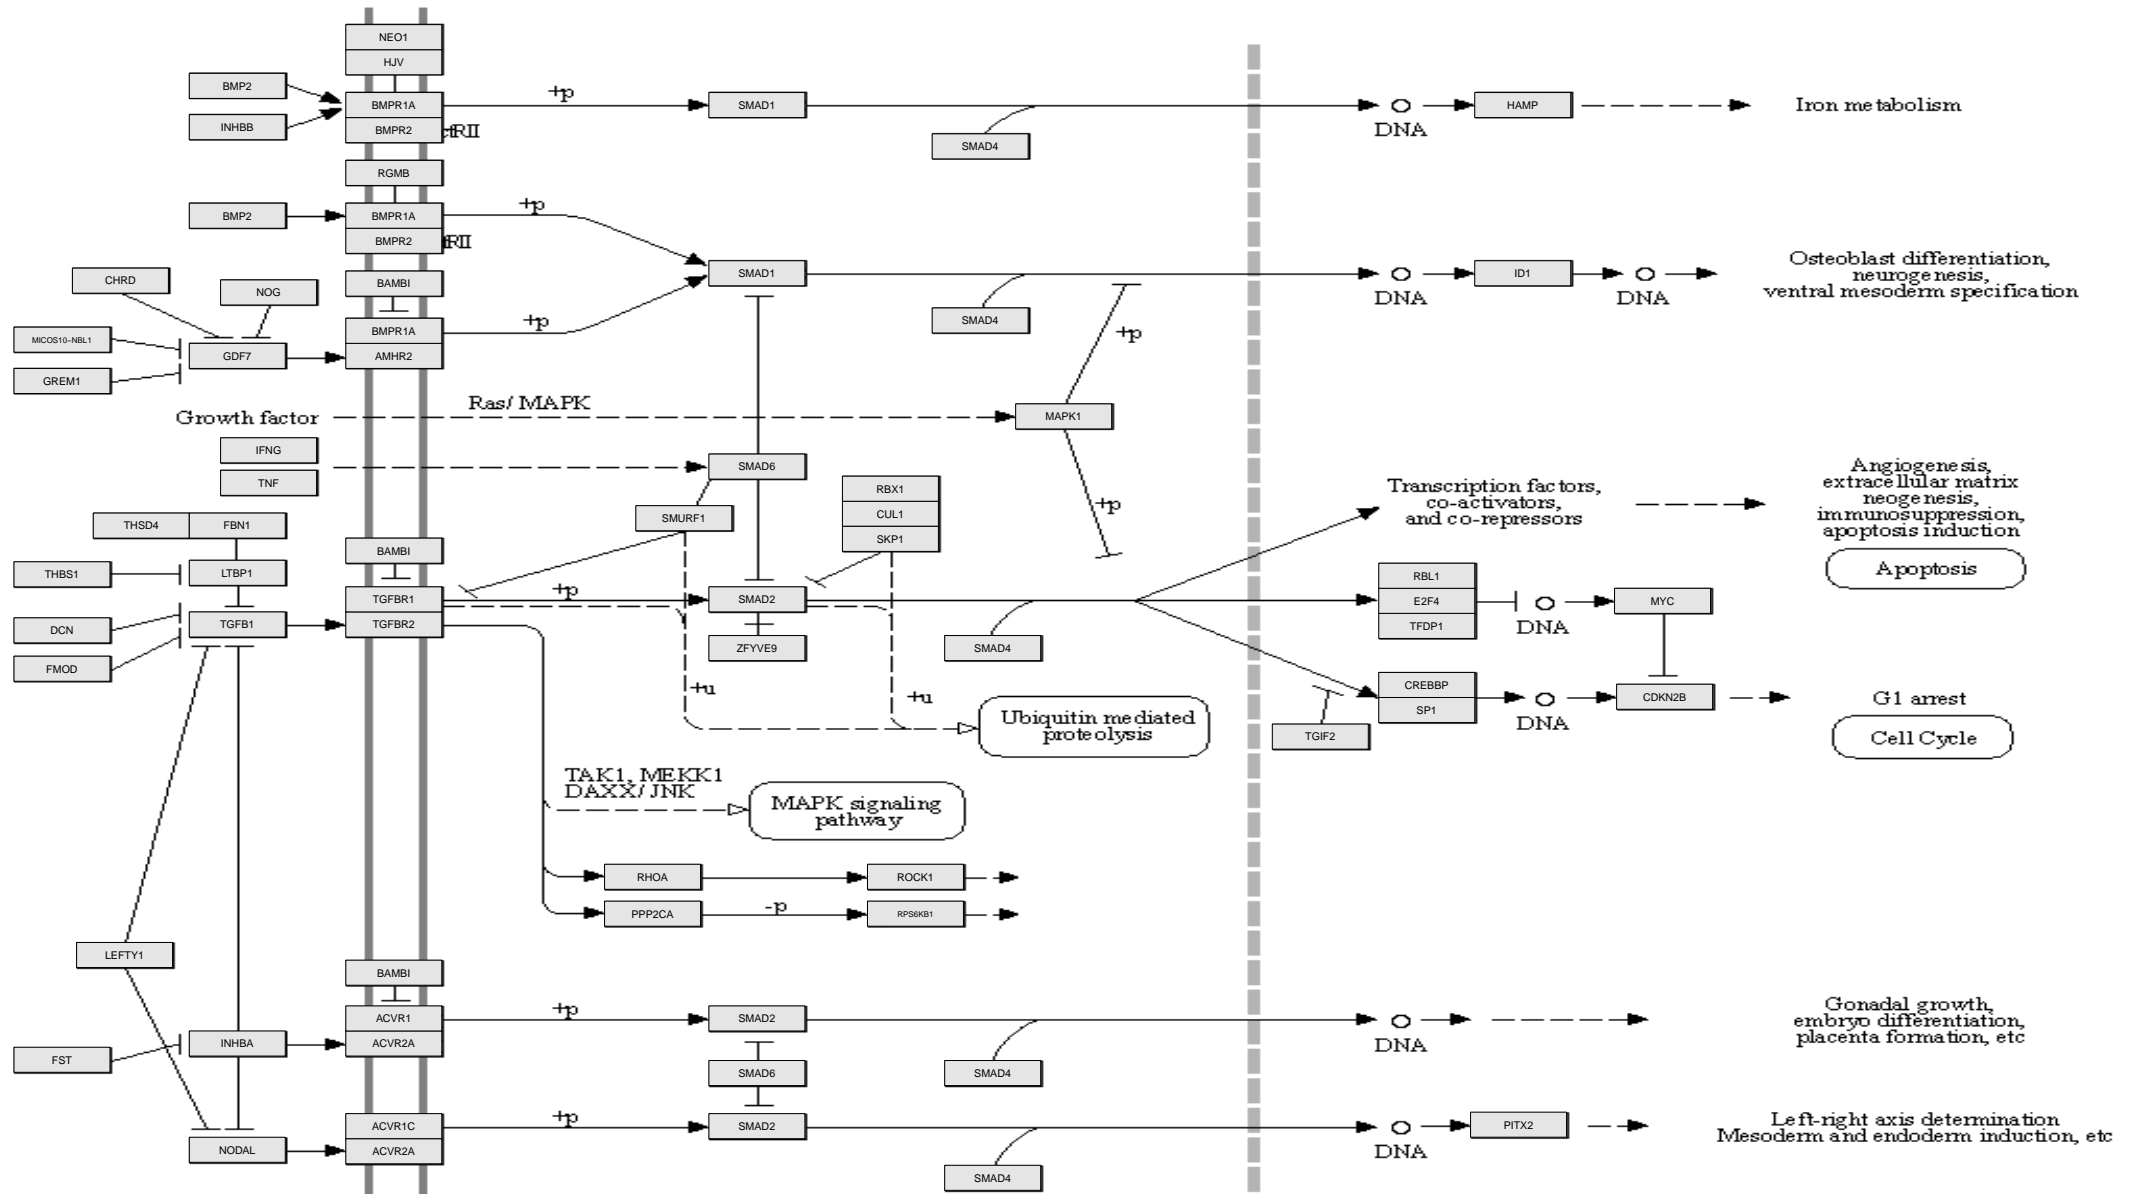 NEO1
HJV
BMP2
BMPR1A
+p
SMAD1
HAMP
Iron metabolism
INHBB
BMPR2
RII
DNA
SMAD4
RGMB
BMP2
BMPR1A
+p
BMPR2
RII
CHRD
NOG
BAMBI
SMAD1
ID1
Osteoblast differentiation,
neurogenesis,
ventral mesoderm specification
DNA
DNA
SMAD4
MICOS10-NBL1
GDF7
BMPR1A
+p
+p
AMHR2
GREM1
Growth factor
Ras/ MAPK
MAPK1
IFNG
TNF
SMAD6
RBX1
CUL1
SKP1
+p
Transcription factors,
co-activators,
and co-repressors
Angiogenesis,
extracellular matrix
neogenesis,
immunosuppression,
apoptosis induction
THSD4
FBN1
SMURF1
BAMBI
Apoptosis
THBS1
LTBP1
TGFBR1
+p
SMAD2
RBL1
E2F4
TFDP1
DNA
MYC
DCN
TGFB1
TGFBR2
FMOD
ZFYVE9
SMAD4
+u
+u
CREBBP
SP1
DNA
CDKN2B
G1 arrest
Ubiquitin mediated
proteolysis
TGIF2
Cell Cycle
TAK1, MEKK1
DAXX/ JNK
MAPK signaling
pathway
RHOA
ROCK1
PPP2CA
-p
RPS6KB1
LEFTY1
BAMBI
ACVR1
+p
SMAD2
Gonadal growth,
embryo differentiation,
placenta formation, etc
DNA
INHBA
ACVR2A
FST
SMAD6
SMAD4
ACVR1C
+p
SMAD2
PITX2
Left-right axis determination
Mesoderm and endoderm induction, etc
DNA
NODAL
ACVR2A
SMAD4